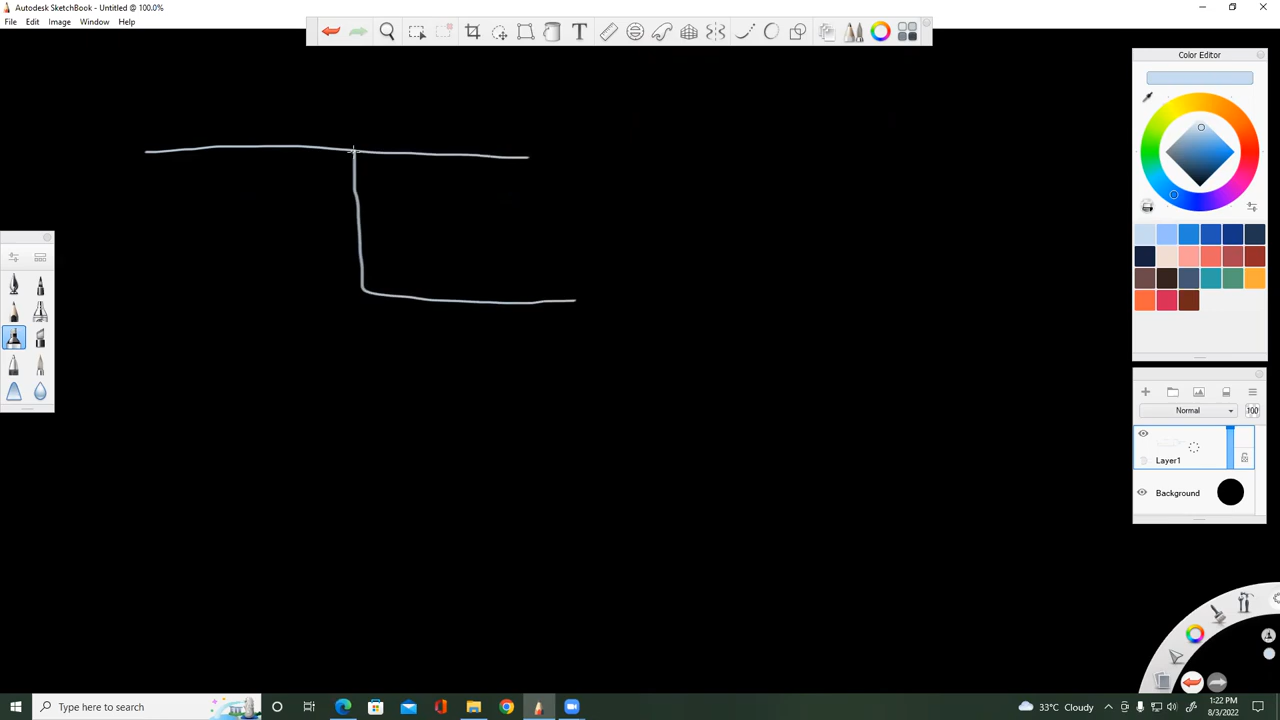 Autodesk SketchBook - Untitled @ 100.0%
File Edit Image Window Help
T
Color Editor
Normal
100
Layer1
Background
Type here to search
33°C Cloudy
1:22 PM
8/3/2022